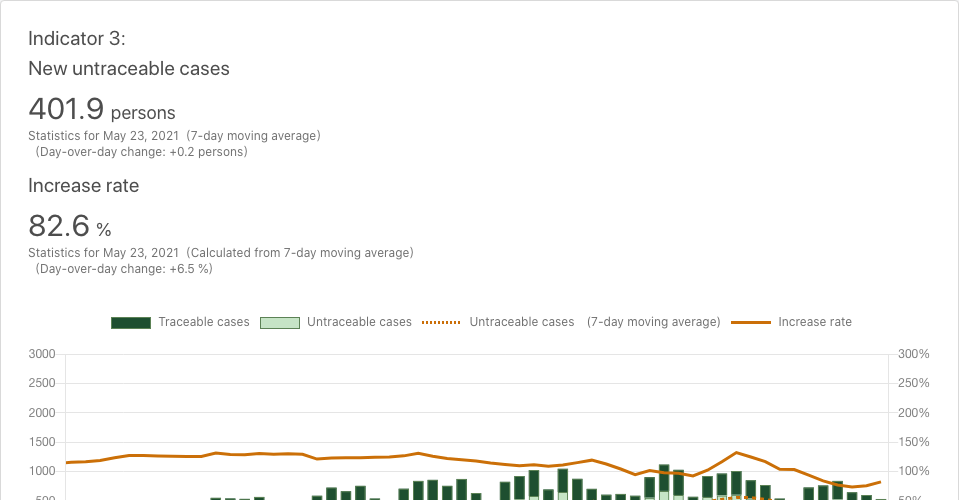 Indicator 3:
New untraceable cases
401.9 persons
Statistics for May 23, 2021 (7-day moving average)
(Day-over-day change: +0.2 persons)
Increase rate
82.6 %
Statistics for May 23, 2021 (Calculated from 7-day moving average)
(Day-over-day change: +6.5 %)
Traceable cases Untraceable cases Untraceable cases (7-day moving average) Increase rate
3000 300%
2500 250%
2000 200%
1500 150%
1000 100%
500 50%